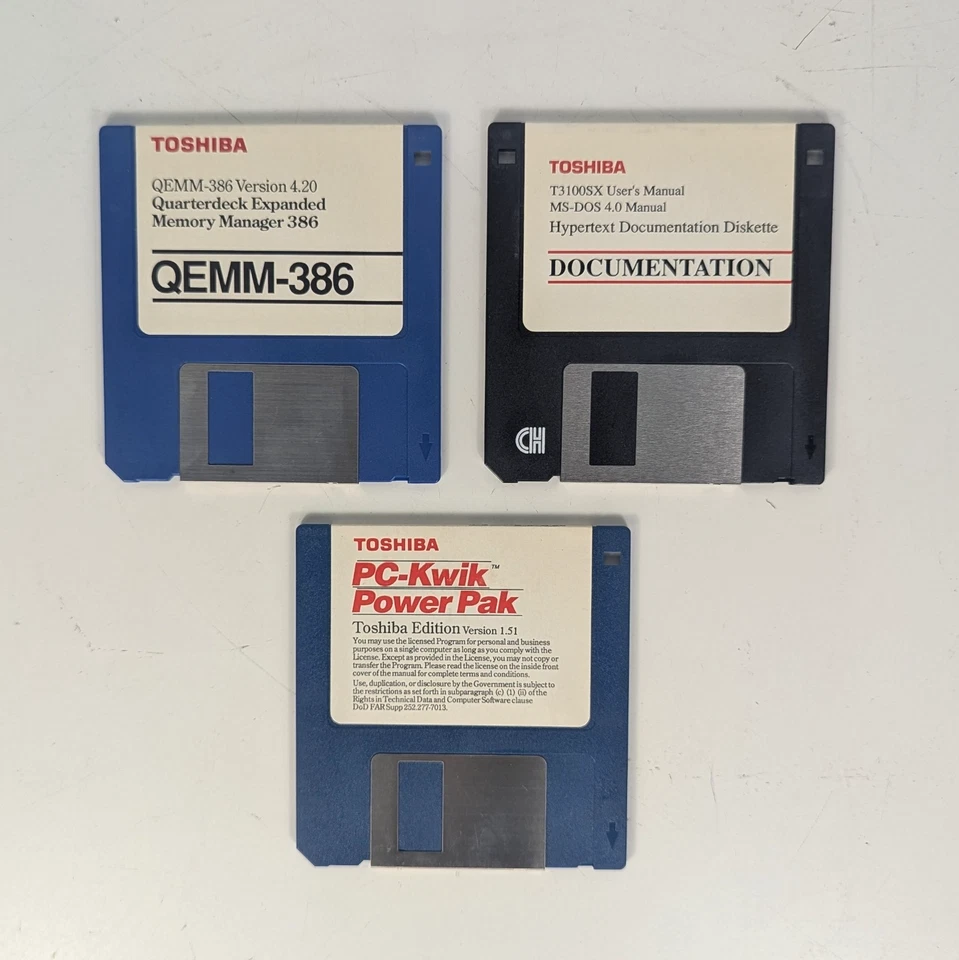 TOSHIBA
QEMM-386 Version 4.20
Quarterdeck Expanded
Memory Manager 386
QEMM-386
TOSHIBA
T3100SX User's Manual
MS-DOS 4.0 Manual
Hypertext Documentation Diskette
DOCUMENTATION
CH
TOSHIBA
PC-Kwik™
Power Pak
Toshiba Edition Version 1.51
You may use the licensed Program for personal and business
purposes on a single computer as long as you comply with the
License. Except as provided in the License, you may not copy or
transfer the Program. Please read the license on the inside front
cover of the manual for complete terms and conditions.
Use, duplication, or disclosure by the Government is subject to
the restrictions as set forth in subparagraph (c) (1) (ii) of the
Rights in Technical Data and Computer Software clause
DoD FAR Supp 252.277-7013.